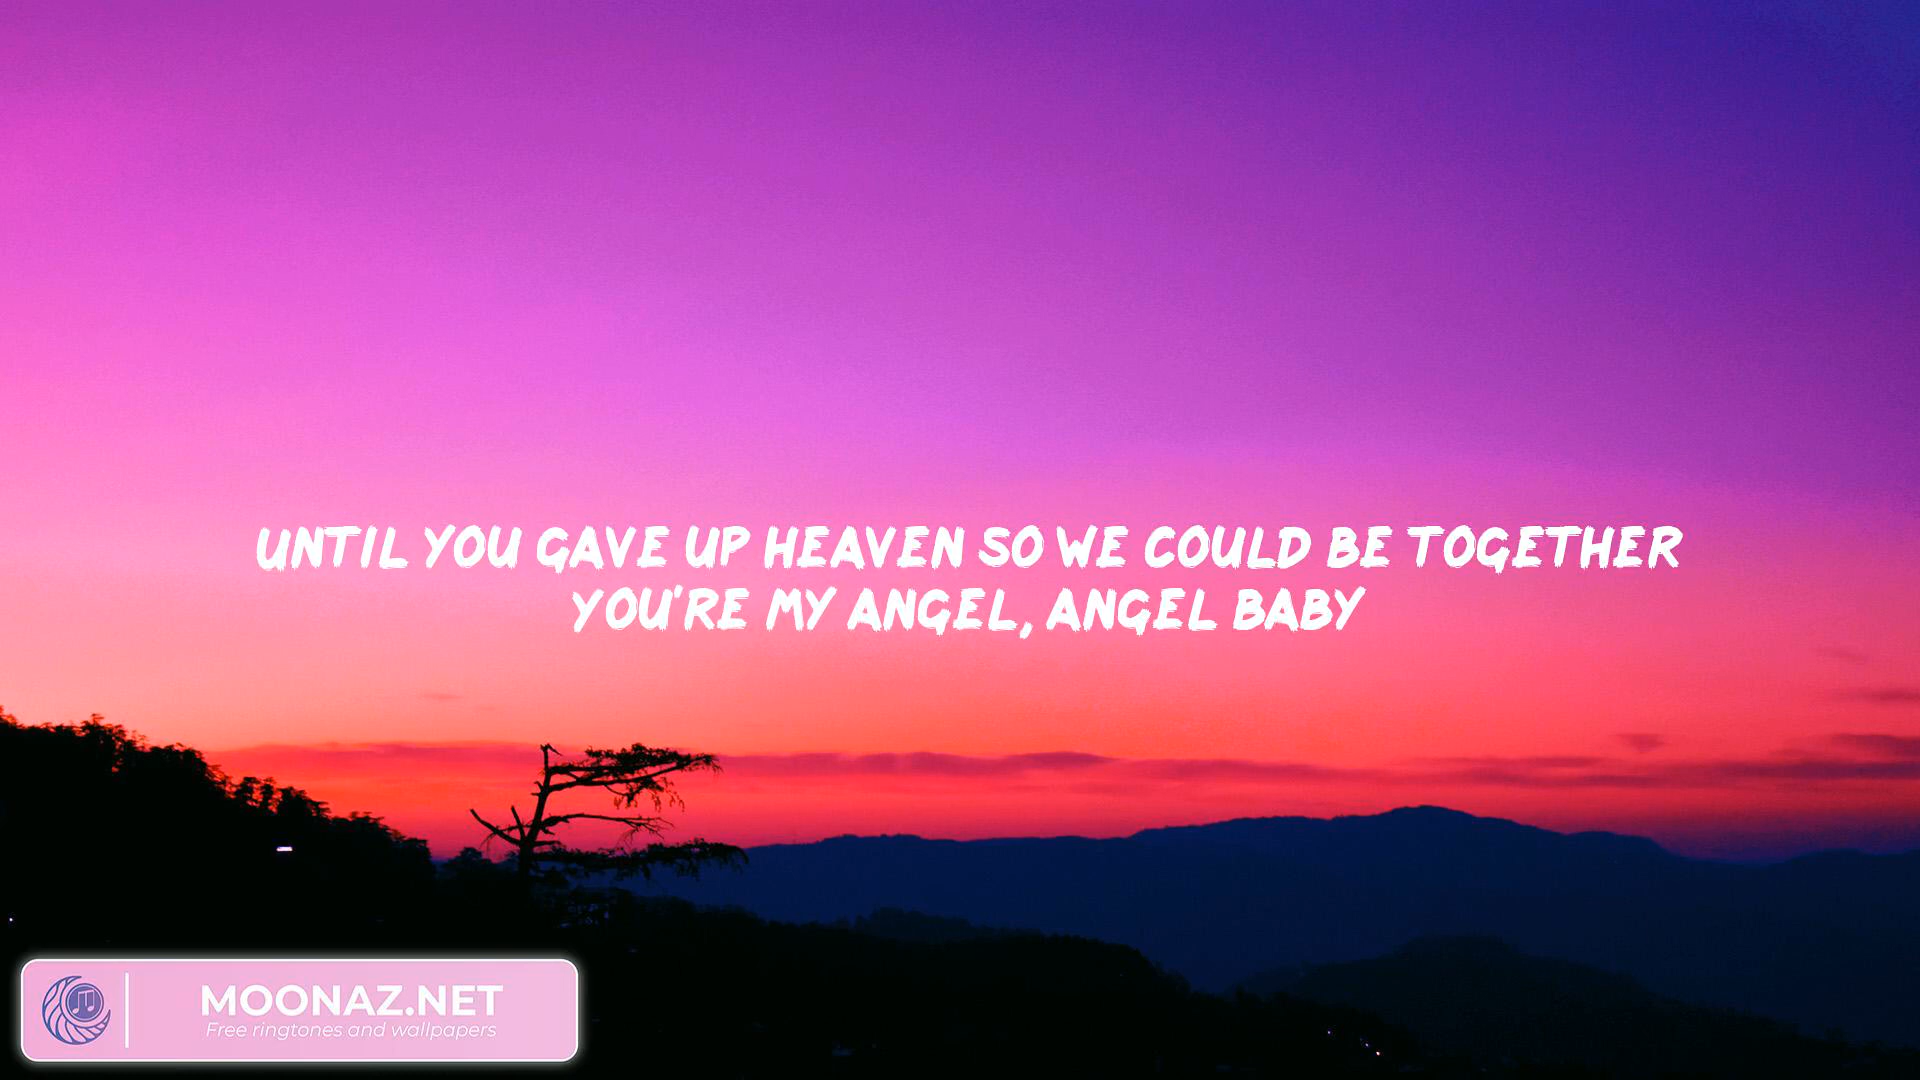 UNTIL YOU GAVE UP HEAVEN SO WE COULD BE TOGETHER
YOU'RE MY ANGEL, ANGEL BABY
MOONAZ.NET
Free ringtones and wallpapers